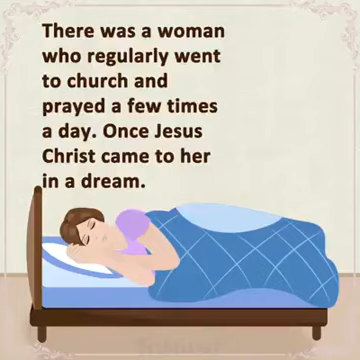 There was a woman
who regularly went
to church and
prayed a few times
a day. Once Jesus
Christ came to her
in a dream.